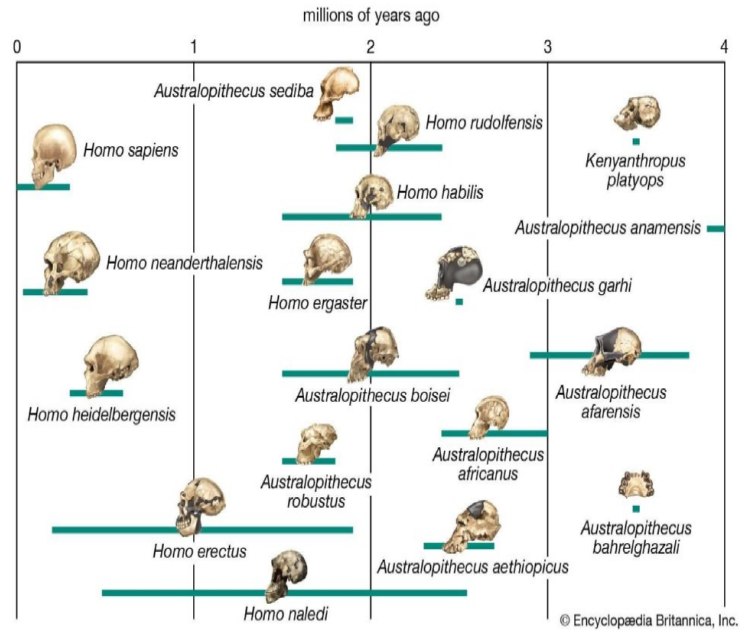 millions of years ago
0 1 2 3 4
Australopithecus sediba
Homo rudolfensis
Homo sapiens
Kenyanthropus
platyops
Homo habilis
Australopithecus anamensis
Homo neanderthalensis
Homo ergaster
Australopithecus garhi
Australopithecus boisei
Australopithecus
afarensis
Homo heidelbergensis
Australopithecus
africanus
Australopithecus
robustus
Australopithecus
bahrelghazali
Homo erectus
Australopithecus aethiopicus
Homo naledi
© Encyclopædia Britannica, Inc.